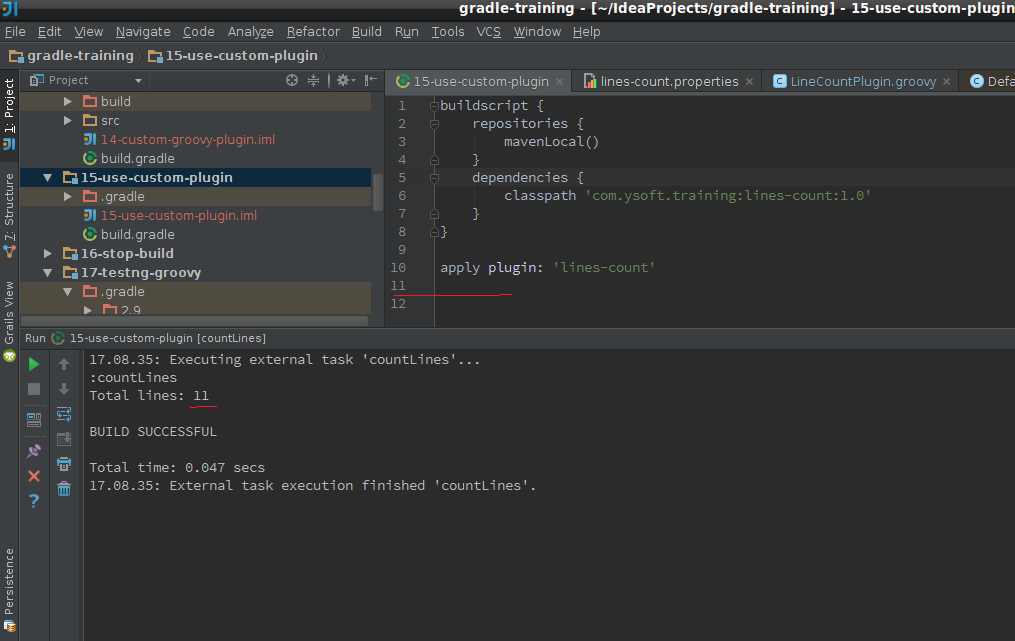 gradle-training - [~/IdeaProjects/gradle-training] - 15-use-custom-plugin
File Edit View Navigate Code Analyze Refactor Build Run Tools VCS Window Help
gradle-training 15-use-custom-plugin
1: Project
7: Structure
Grails View
Persistence
Project
build
src
14-custom-groovy-plugin.iml
build.gradle
15-use-custom-plugin
.gradle
15-use-custom-plugin.iml
build.gradle
16-stop-build
17-testng-groovy
.gradle
2.9
15-use-custom-plugin lines-count.properties LineCountPlugin.groovy Defa
1 buildscript {
2 repositories {
3 mavenLocal()
4 }
5 dependencies {
6 classpath 'com.ysoft.training:lines-count:1.0'
7 }
8 }
9
10 apply plugin: 'lines-count'
11
12
Run 15-use-custom-plugin [countLines]
17.08.35: Executing external task 'countLines'...
:countLines
Total lines: 11
BUILD SUCCESSFUL
Total time: 0.047 secs
17.08.35: External task execution finished 'countLines'.